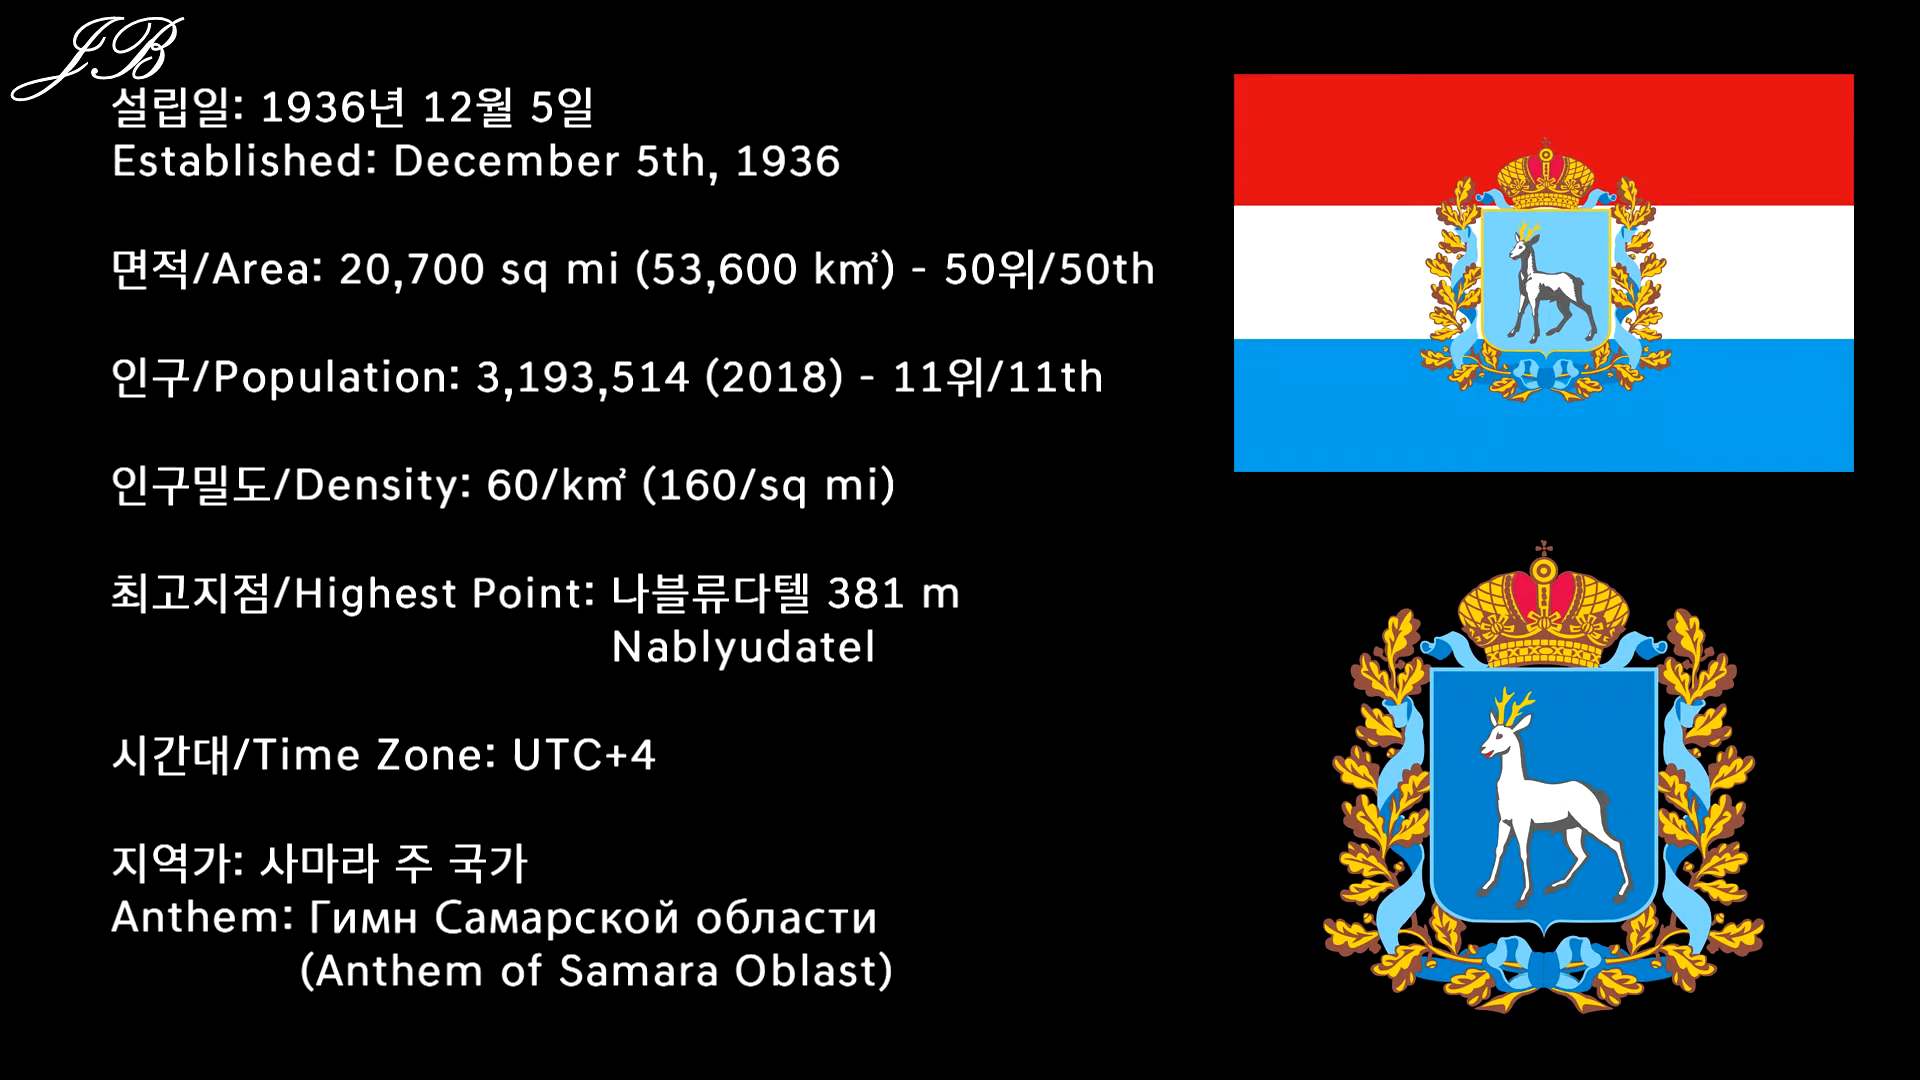 JB
설립일: 1936년 12월 5일
Established: December 5th, 1936
면적/Area: 20,700 sq mi (53,600 ㎢) - 50위/50th
인구/Population: 3,193,514 (2018) - 11위/11th
인구밀도/Density: 60/㎢ (160/sq mi)
최고지점/Highest Point: 나블류다텔 381 m
Nablyudatel
시간대/Time Zone: UTC+4
지역가: 사마라 주 국가
Anthem: Гимн Самарской области
(Anthem of Samara Oblast)